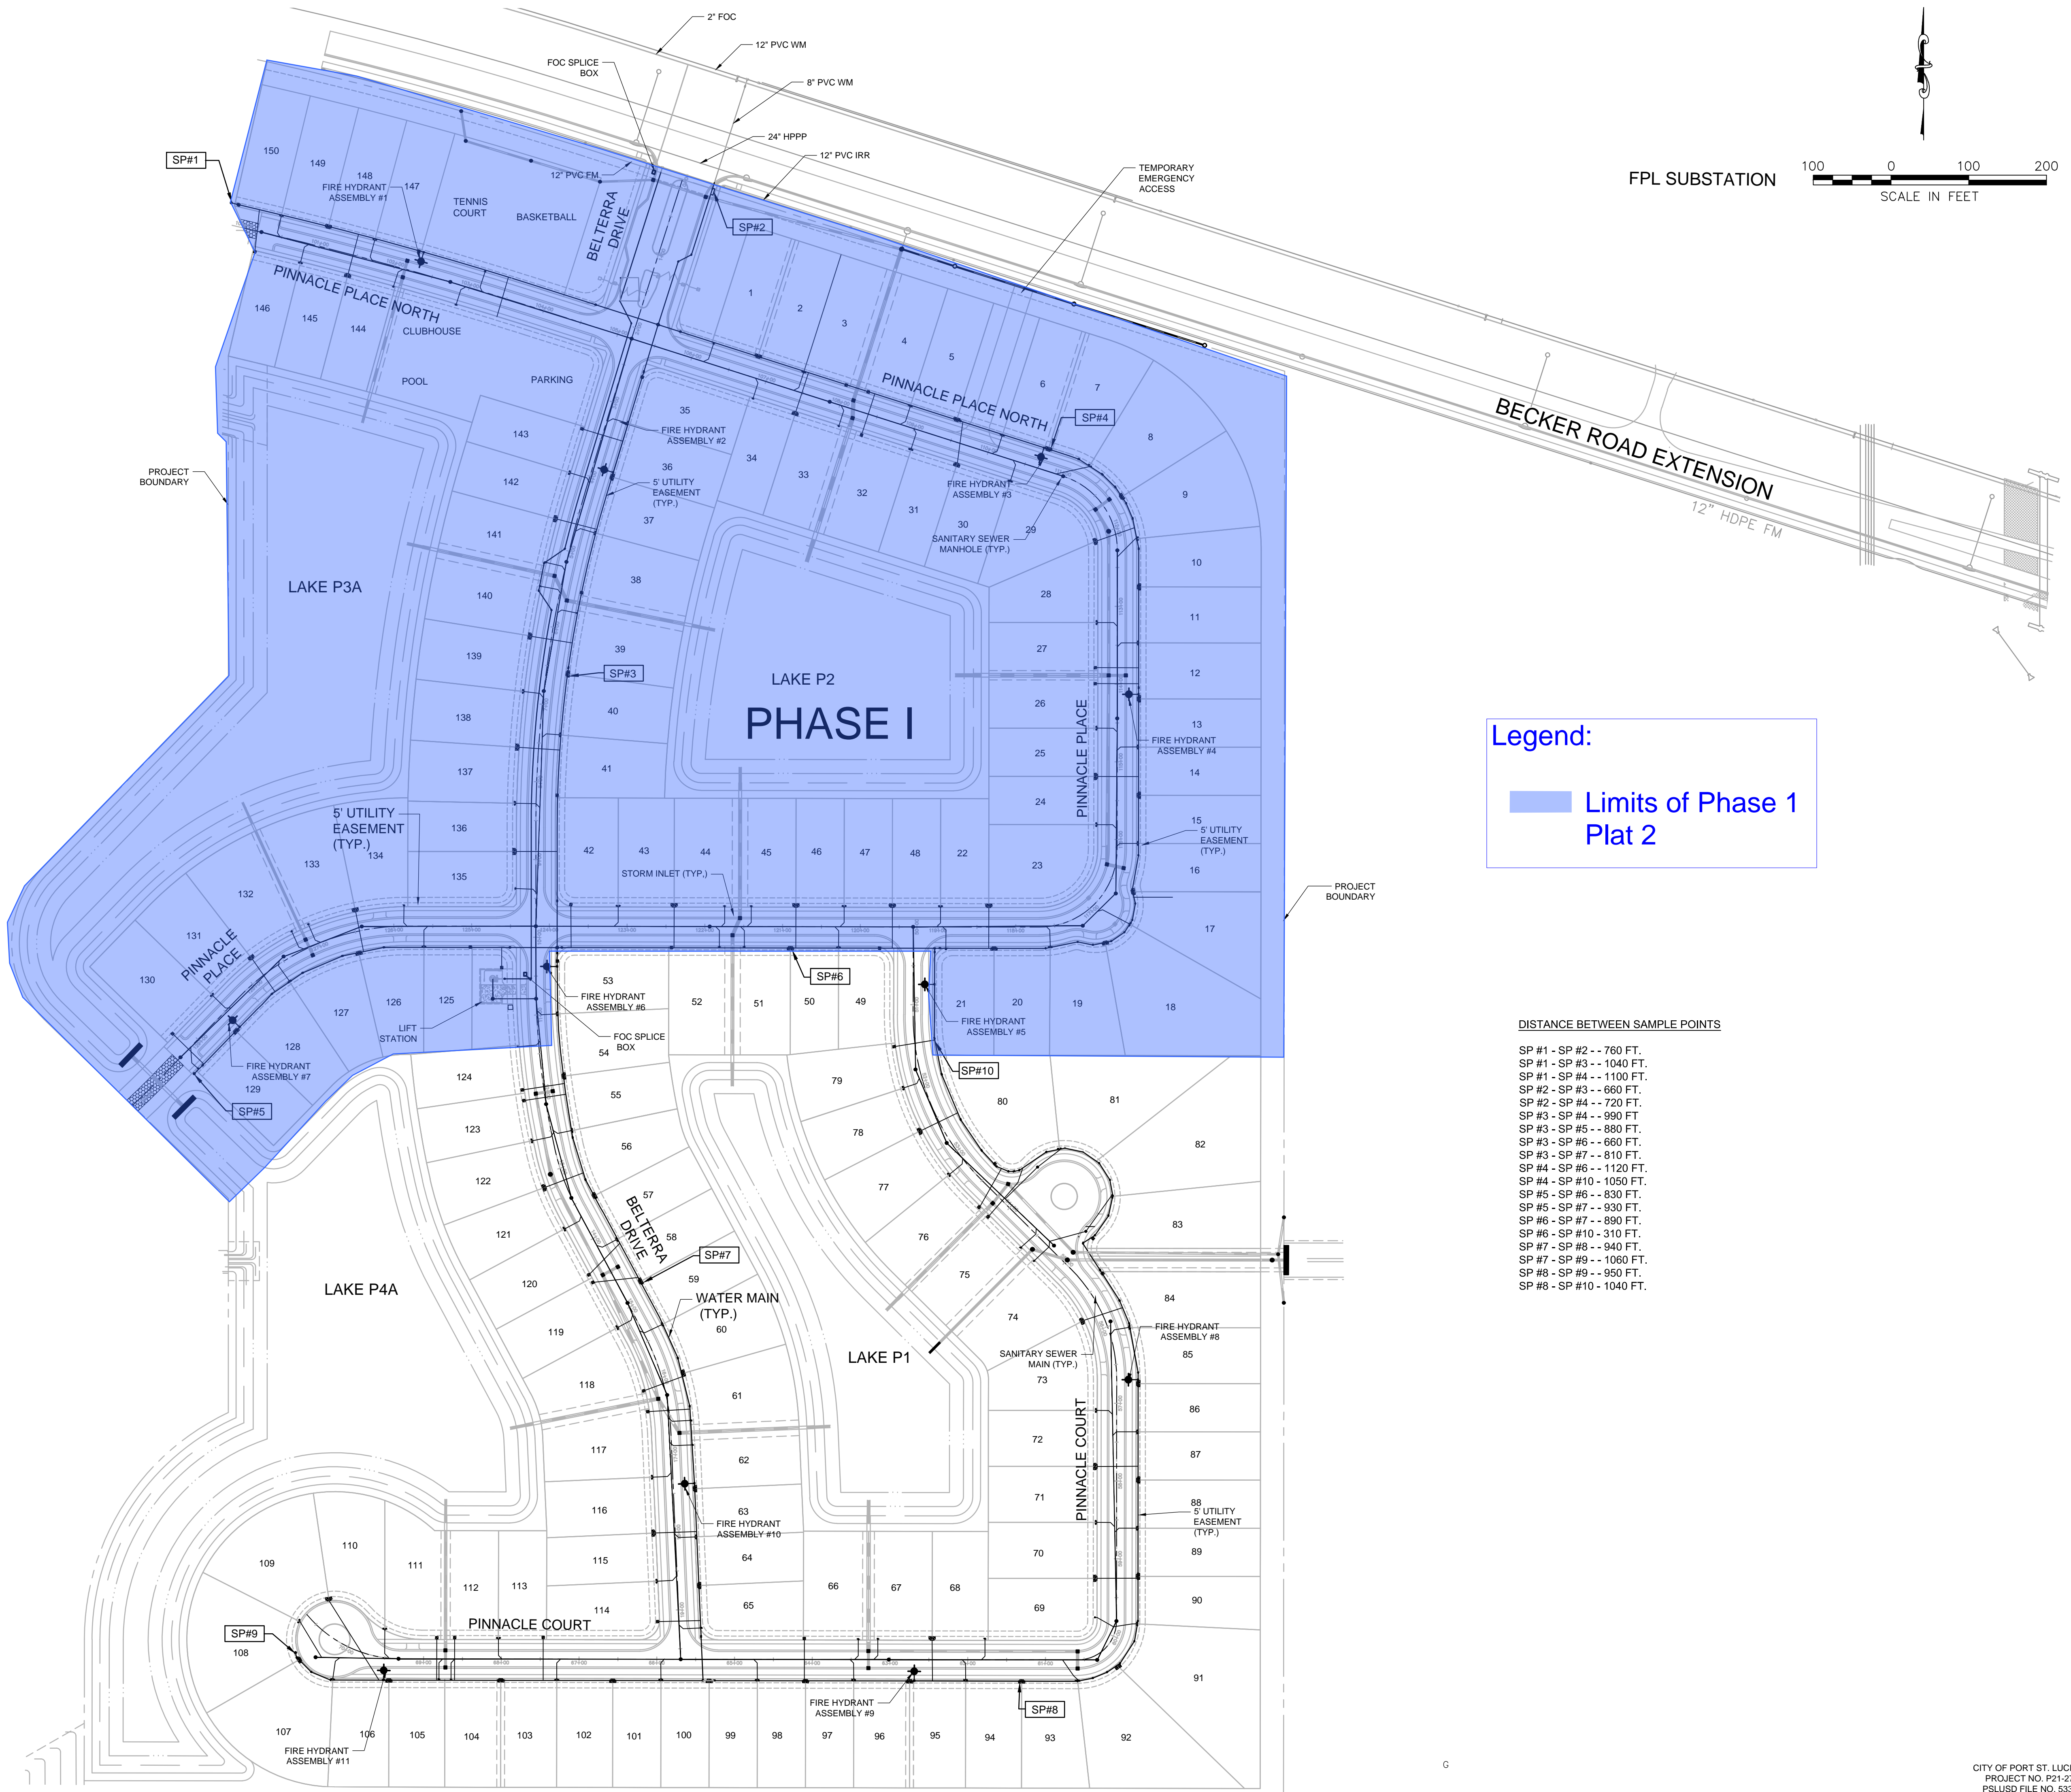 2" FOC
12" PVC WM
FOC SPLICE
BOX
8" PVC WM
24" HPPP
12" PVC IRR
TEMPORARY
EMERGENCY
ACCESS
FPL SUBSTATION
100 0 100 200
SCALE IN FEET
SP#1
150
149
148
147
FIRE HYDRANT
ASSEMBLY #1
12" PVC FM
TENNIS
COURT
BASKETBALL
BELTERRA
DRIVE
SP#2
PINNACLE PLACE NORTH
146
145
144
CLUBHOUSE
POOL
PARKING
1
2
3
4
5
6
7
8
9
10
11
12
13
14
15
16
17
18
19
20
21
PINNACLE PLACE NORTH
SP#4
35
FIRE HYDRANT
ASSEMBLY #2
36
5' UTILITY
EASEMENT
(TYP.)
37
38
39
40
41
34
33
32
31
30
29
FIRE HYDRANT
ASSEMBLY #3
SANITARY SEWER
MANHOLE (TYP.)
28
27
26
25
24
23
143
142
141
140
139
138
137
136
135
PROJECT
BOUNDARY
LAKE P3A
SP#3
LAKE P2
PHASE I
PINNACLE PLACE
FIRE HYDRANT
ASSEMBLY #4
5' UTILITY
EASEMENT
(TYP.)
BECKER ROAD EXTENSION
12" HDPE FM
Legend:
Limits of Phase 1
Plat 2
PROJECT
BOUNDARY
5' UTILITY
EASEMENT
(TYP.)
134
133
132
131
130
PINNACLE
PLACE
42
43
44
45
46
47
48
22
STORM INLET (TYP,)
SP#6
129
128
127
126
125
LIFT
STATION
FIRE HYDRANT
ASSEMBLY #7
SP#5
FIRE HYDRANT
ASSEMBLY #6
FOC SPLICE
BOX
FIRE HYDRANT
ASSEMBLY #5
SP#10
53
52
51
50
49
54
55
56
57
58
59
60
61
62
63
64
65
124
123
122
121
120
119
118
117
116
115
114
BELTERRA
DRIVE
SP#7
WATER MAIN
(TYP.)
LAKE P4A
LAKE P1
79
78
77
76
75
74
73
72
71
70
69
80
81
82
83
84
85
86
87
88
89
90
91
92
SANITARY SEWER
MAIN (TYP.)
FIRE HYDRANT
ASSEMBLY #8
PINNACLE COURT
5' UTILITY
EASEMENT
(TYP.)
FIRE HYDRANT
ASSEMBLY #10
66
67
68
109
110
111
112
113
PINNACLE COURT
SP#9
108
107
106
105
104
103
102
101
100
99
98
97
96
95
94
93
FIRE HYDRANT
ASSEMBLY #11
FIRE HYDRANT
ASSEMBLY #9
SP#8
DISTANCE BETWEEN SAMPLE POINTS
SP #1 - SP #2 - - 760 FT.
SP #1 - SP #3 - - 1040 FT.
SP #1 - SP #4 - - 1100 FT.
SP #2 - SP #3 - - 660 FT.
SP #2 - SP #4 - - 720 FT.
SP #3 - SP #4 - - 990 FT
SP #3 - SP #5 - - 880 FT.
SP #3 - SP #6 - - 660 FT.
SP #3 - SP #7 - - 810 FT.
SP #4 - SP #6 - - 1120 FT.
SP #4 - SP #10 - 1050 FT.
SP #5 - SP #6 - - 830 FT.
SP #5 - SP #7 - - 930 FT.
SP #6 - SP #7 - - 890 FT.
SP #6 - SP #10 - 310 FT.
SP #7 - SP #8 - - 940 FT.
SP #7 - SP #9 - - 1060 FT.
SP #8 - SP #9 - - 950 FT.
SP #8 - SP #10 - 1040 FT.
G
CITY OF PORT ST.
PROJECT NO.
PSLUSD FILE NO.